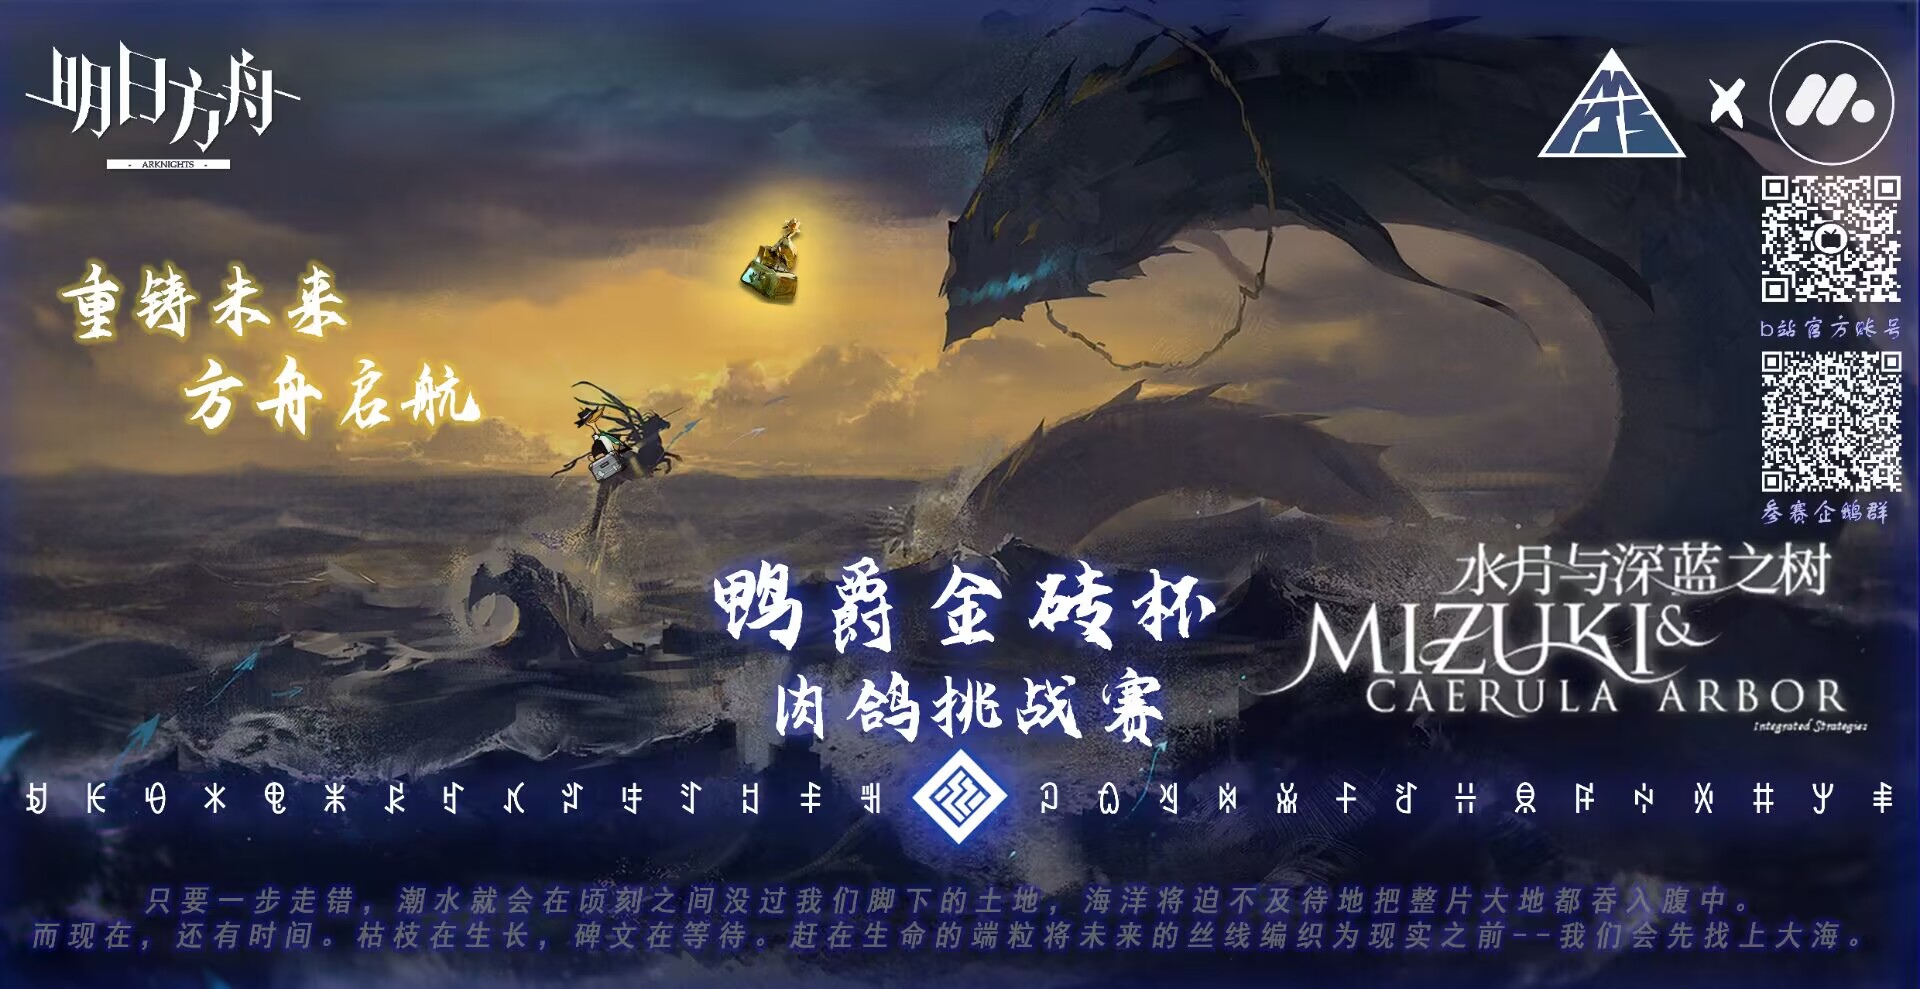 明日方舟
- ARKNIGHTS -
MJS
重铸未来
方舟启航
b站官方账号
参赛企鹅群
鸭爵金砖杯
肉鸽挑战赛
水月与深蓝之树
MIZUKI&
CAERULA ARBOR
Integrated Strategies
只要一步走错，潮水就会在顷刻之间没过我们脚下的土地，海洋将迫不及待地把整片大地都吞入腹中。
而现在，还有时间。枯枝在生长，碑文在等待。赶在生命的端粒将未来的丝线编织为现实之前--我们会先找上大海。